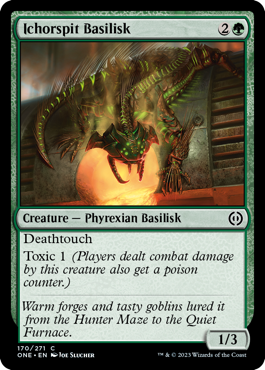 Ichorspit Basilisk 2
Creature — Phyrexian Basilisk
Deathtouch
Toxic 1 (Players dealt combat damage
by this creature also get a poison
counter.)
Warm forges and tasty goblins lured it
from the Hunter Maze to the Quiet
Furnace.
1/3
170/271 C
ONE • EN Joe Slucher
™ & © 2023 Wizards of the Coast